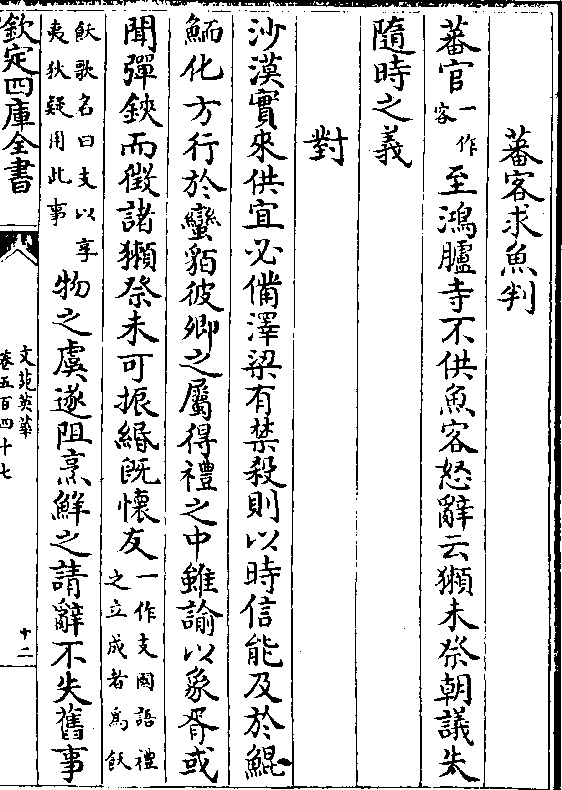 蕃客求魚判
蕃官一作客至鴻臚寺不供魚客怒辭云獺未祭朝議失
隨時之義
對
沙漠實來供宜必備澤梁有禁殺則以時信能及於鯤
鮞化方行於蠻貊彼卿之屬得禮之中雖諭以象胥或
聞彈鋏而徴諸獺祭未可振緡旣懐友一作支國語禮之立成者為飫
飫歌名曰支以享夷狄疑用此事物之虞遂阻烹鮮之請辭不失舊事
欽定四庫全書
文苑英華
卷五百四十七
十二